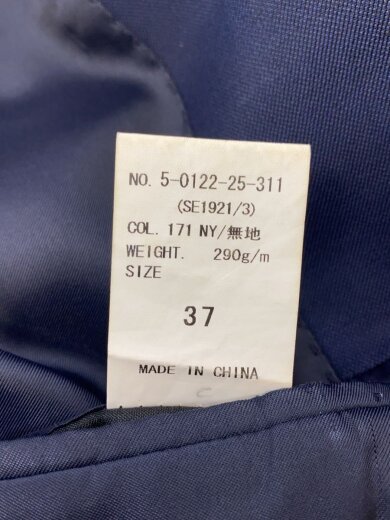 NO. 5-0122-25-311
(SE1921/3)
COL. 171 NY/無地
WEIGHT. 290g/m
SIZE
37
MADE IN CHINA